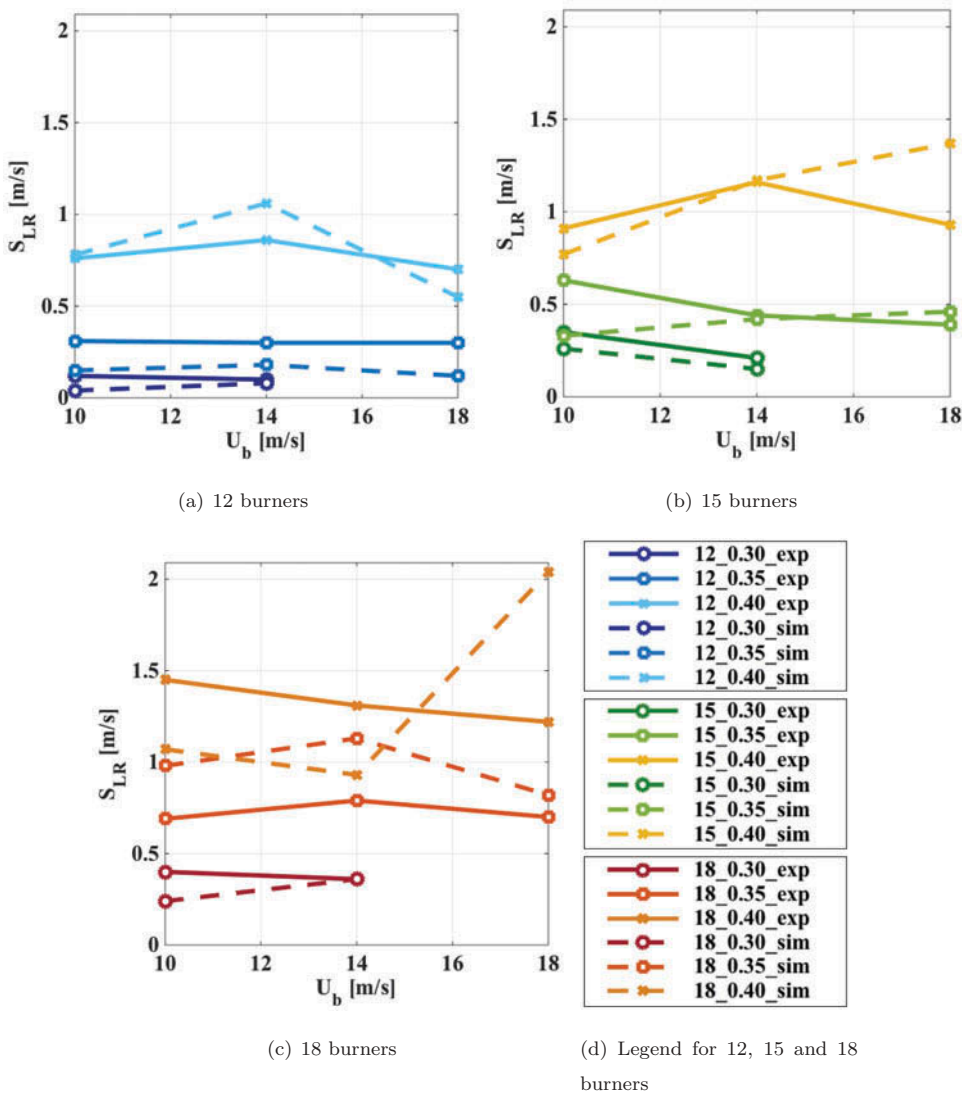 2
1.5
1
0.5
0
S_LR [m/s]
10 12 14 16 18
U_b [m/s]
(a) 12 burners
2
1.5
1
0.5
0
S_LR [m/s]
10 12 14 16 18
U_b [m/s]
(b) 15 burners
2
1.5
1
0.5
0
S_LR [m/s]
10 12 14 16 18
U_b [m/s]
(c) 18 burners
12_0.30_exp
12_0.35_exp
12_0.40_exp
12_0.30_sim
12_0.35_sim
12_0.40_sim
15_0.30_exp
15_0.35_exp
15_0.40_exp
15_0.30_sim
15_0.35_sim
15_0.40_sim
18_0.30_exp
18_0.35_exp
18_0.40_exp
18_0.30_sim
18_0.35_sim
18_0.40_sim
(d) Legend for 12, 15 and 18
burners